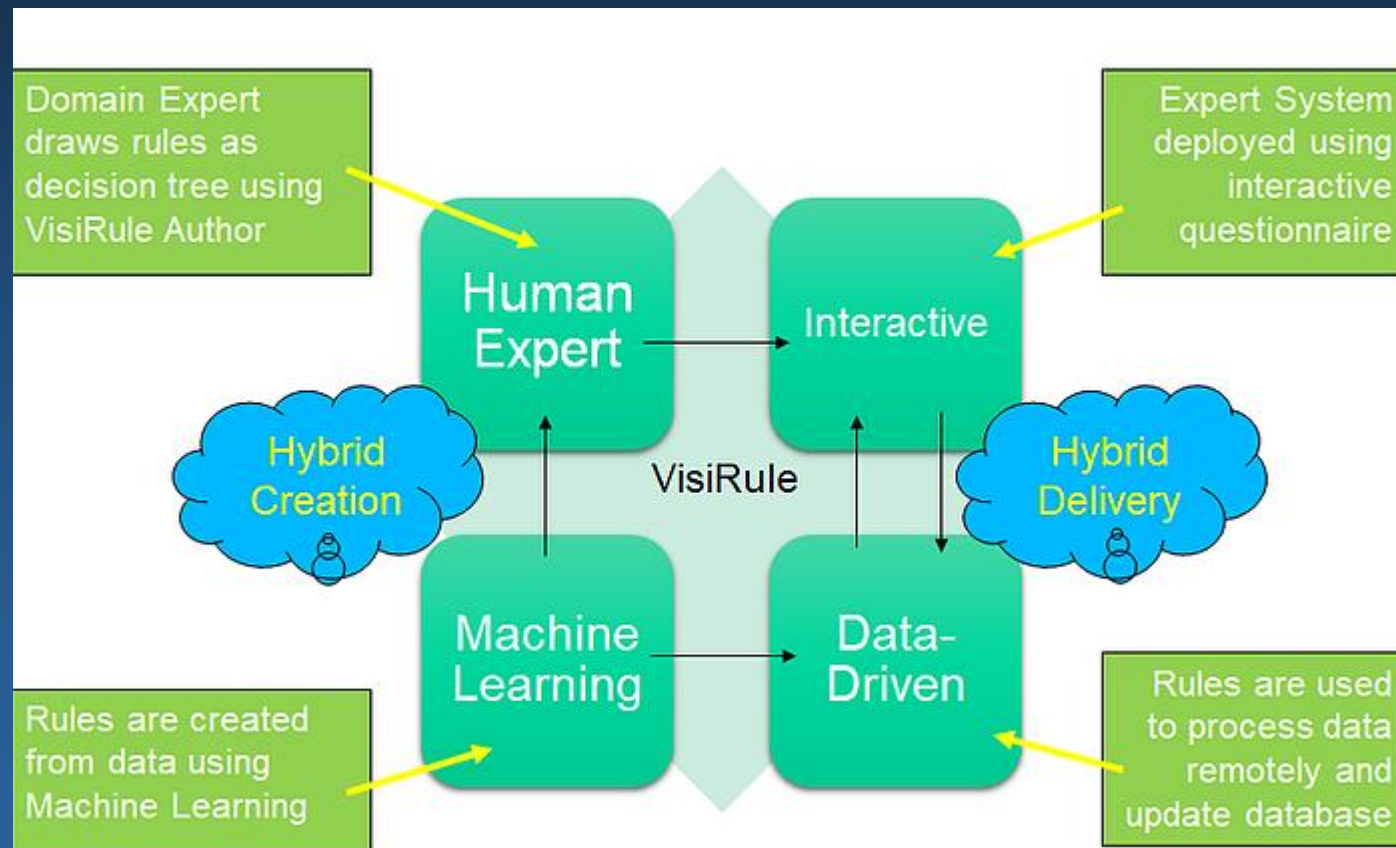 Domain Expert
draws rules as
decision tree using
VisiRule Author
Expert System
deployed using
interactive
questionnaire
Human
Expert
Interactive
Hybrid
Creation
VisiRule
Hybrid
Delivery
Machine
Learning
Data-
Driven
Rules are created
from data using
Machine Learning
Rules are used
to process data
remotely and
update database